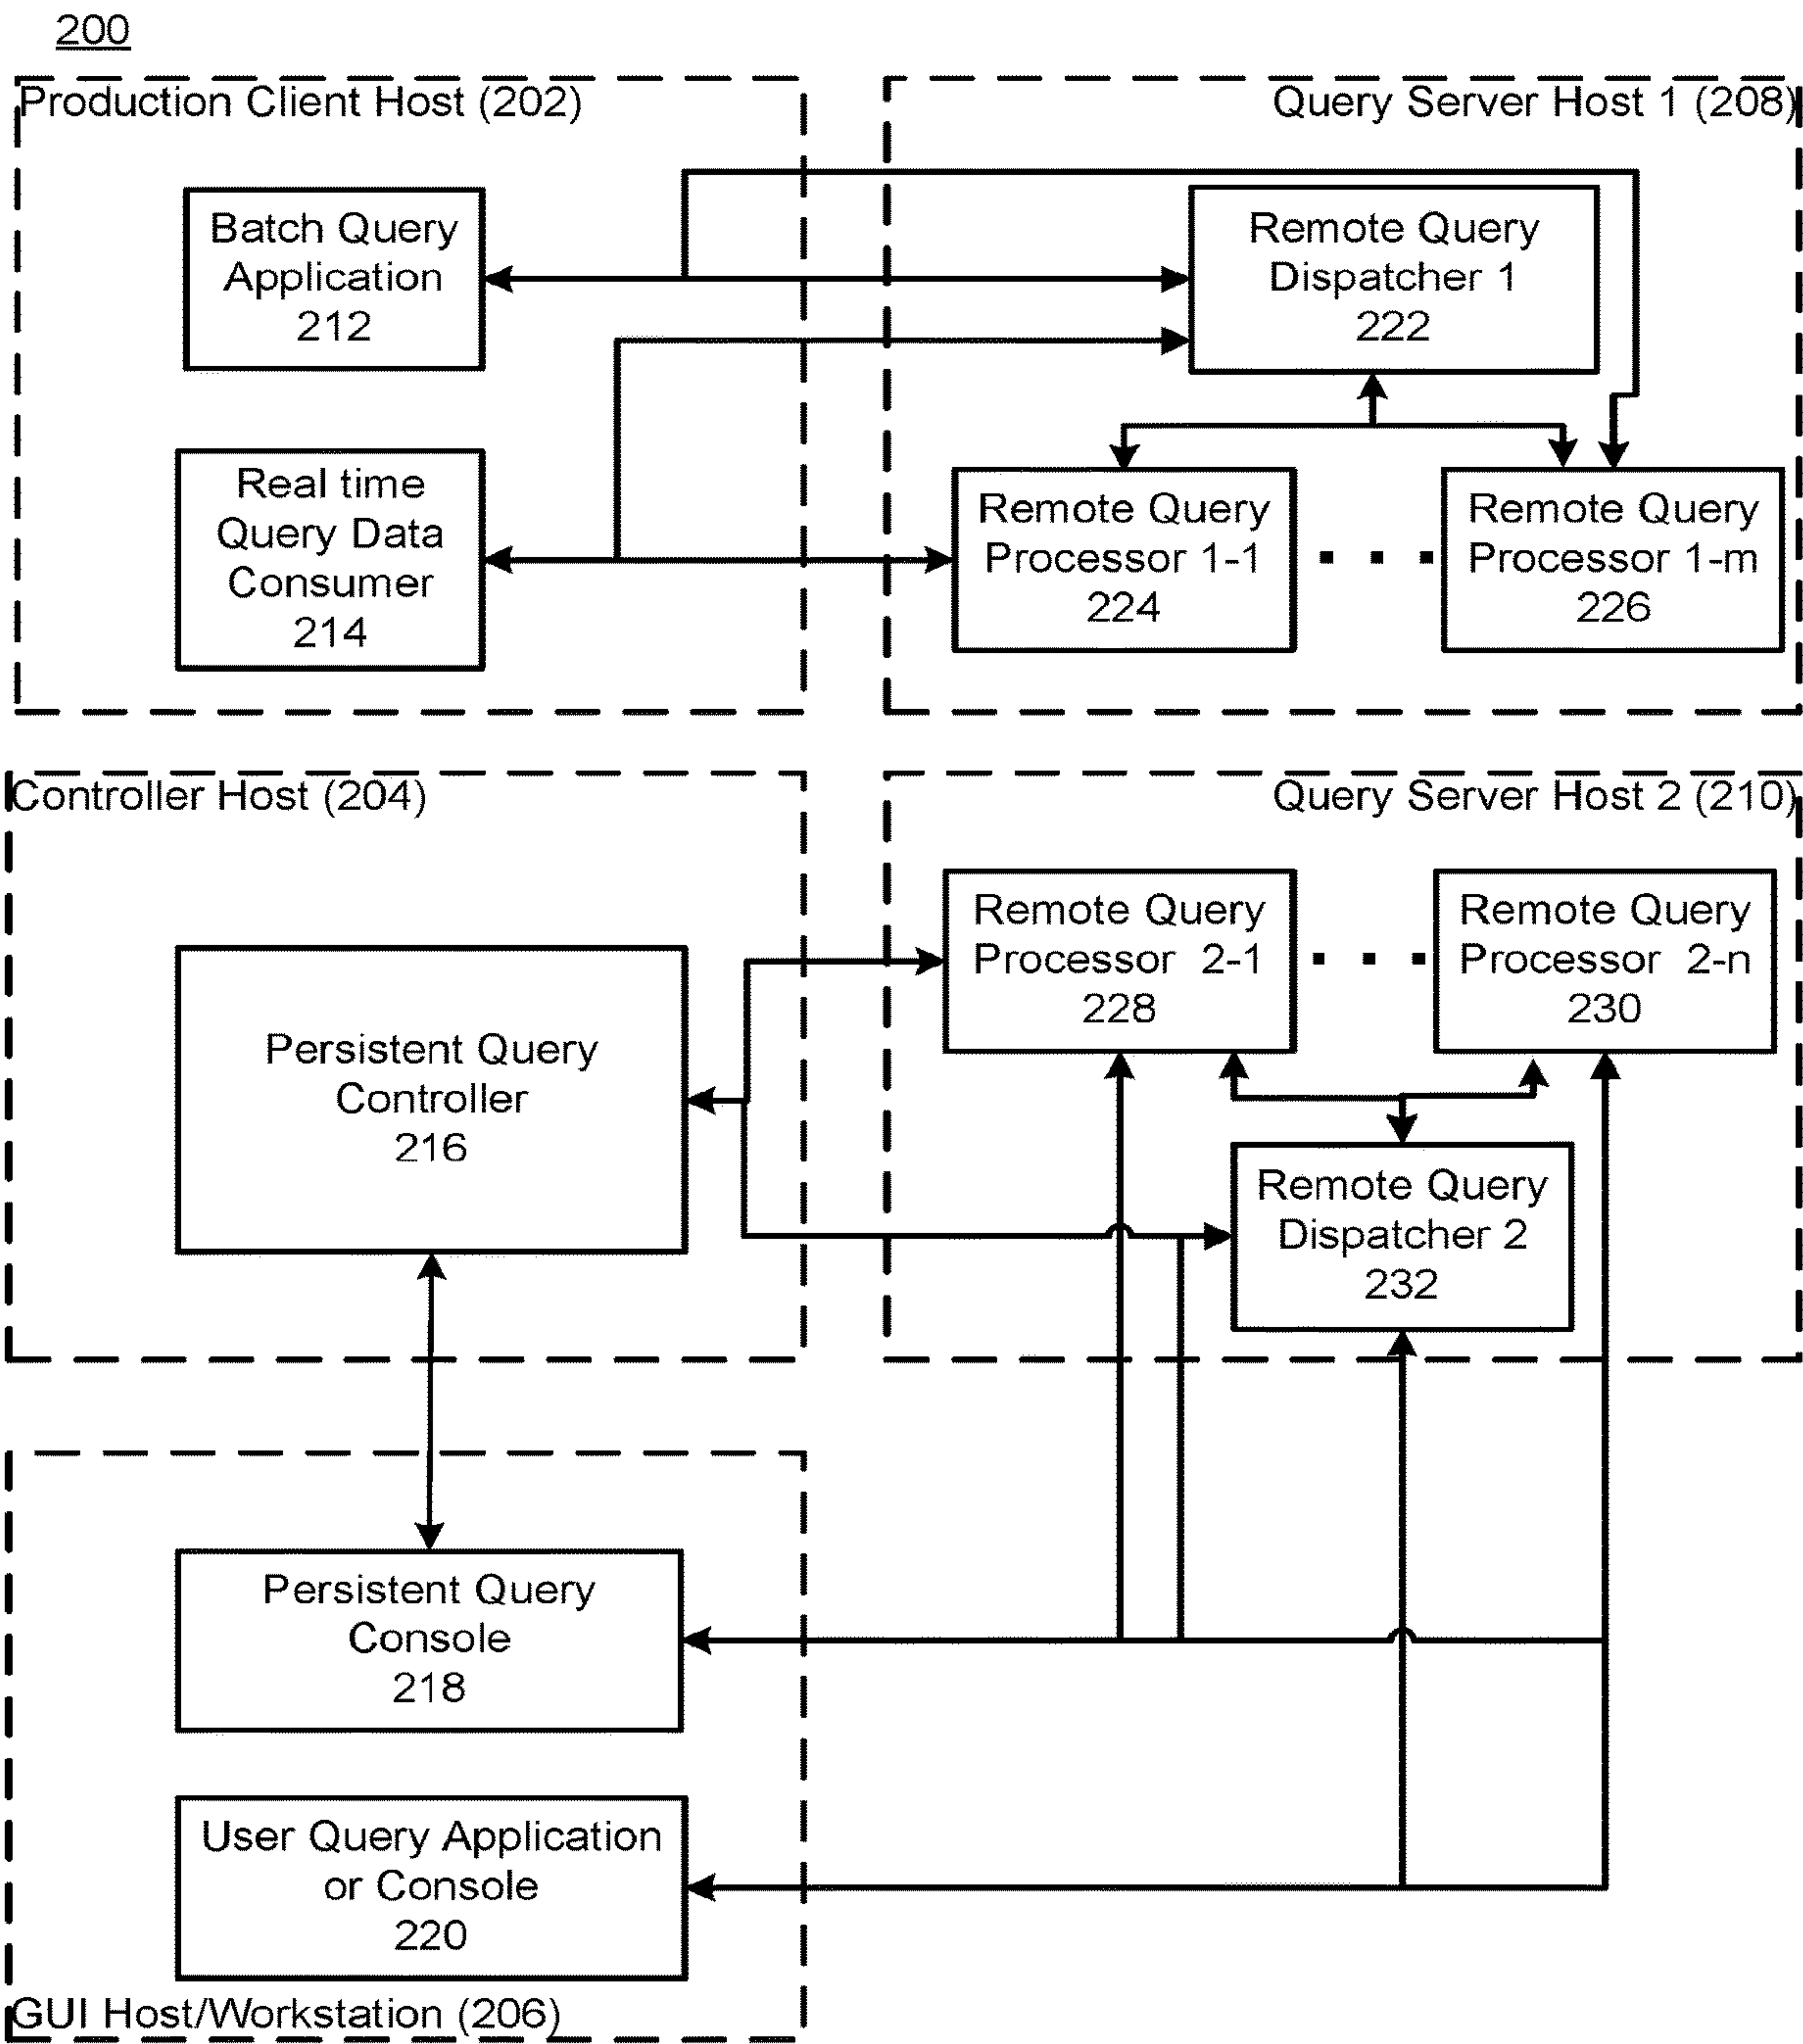 200
Production Client Host (202)
Query Server Host 1 (208)
Batch Query
Application
212
Remote Query
Dispatcher 1
222
Real time
Query Data
Consumer
214
Remote Query
Processor 1-1
224
Remote Query
Processor 1-m
226
Controller Host (204)
Query Server Host 2 (210)
Remote Query
Processor 2-1
228
Remote Query
Processor 2-n
230
Persistent Query
Controller
216
Remote Query
Dispatcher 2
232
Persistent Query
Console
218
User Query Application
or Console
220
GUI Host/Workstation (206)